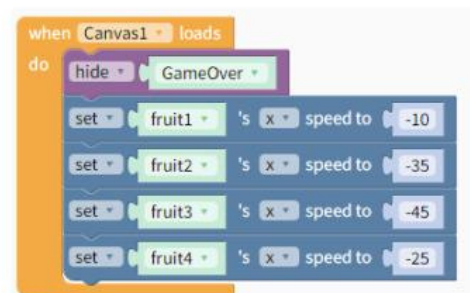 when Canvas1 loads
do hide GameOver
set fruit1 's x speed to -10
set fruit2 's x speed to -35
set fruit3 's x speed to -45
set fruit4 's x speed to -25